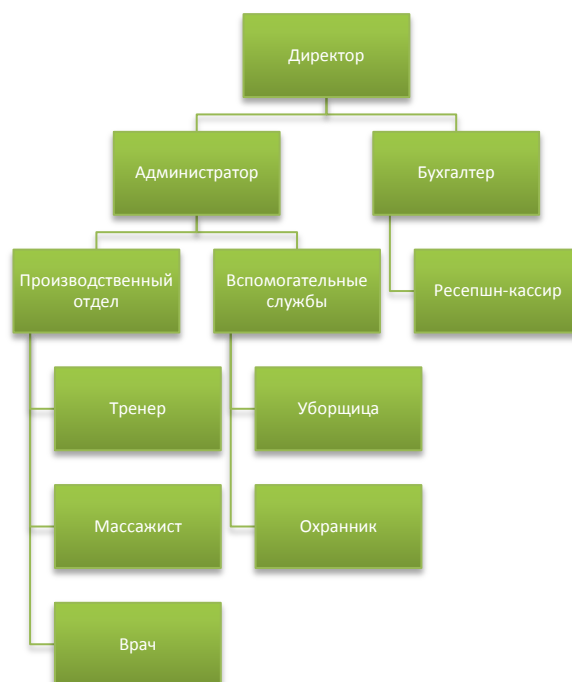 Директор
Администратор
Бухгалтер
Производственный
отдел
Вспомогательные
службы
Ресепшн-кассир
Тренер
Уборщица
Массажист
Охранник
Врач